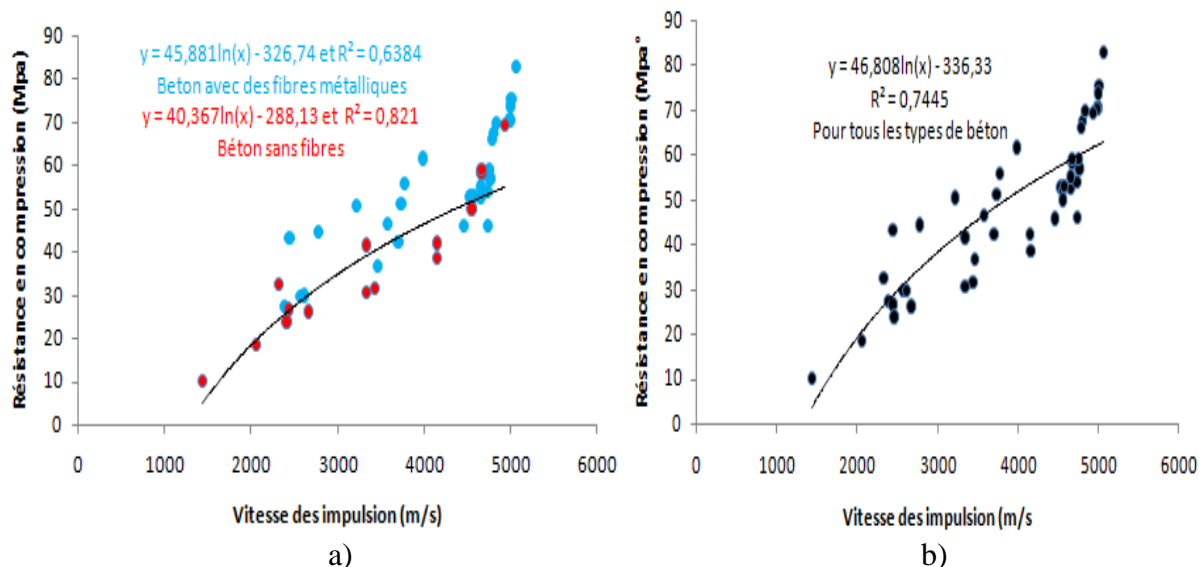 y = 45,881ln(x) - 326,74 et R² = 0,6384
Beton avec des fibres métalliques
y = 40,367ln(x) - 288,13 et R² = 0,821
Béton sans fibres
Résistance en compression (Mpa)
90
80
70
60
50
40
30
20
10
0
0 1000 2000 3000 4000 5000 6000
Vitesse des impulsion (m/s)
a)
y = 46,808ln(x) - 336,33
R² = 0,7445
Pour tous les types de béton
Résistance en compression (Mpa°
90
80
70
60
50
40
30
20
10
0
0 1000 2000 3000 4000 5000 6000
Vitesse des impulsion (m/s
b)